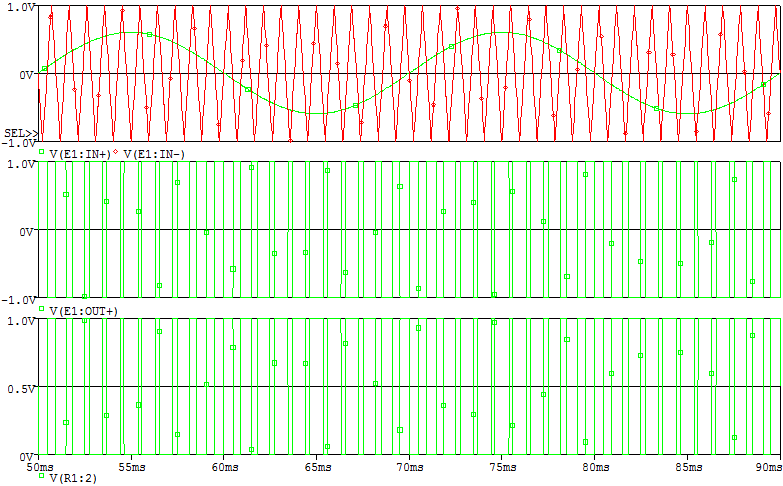 1.0V
0V
SEL>>
-1.0V
V(E1:IN+) V(E1:IN-)
1.0V
0V
-1.0V
V(E1:OUT+)
1.0V
0.5V
0V
50ms 55ms 60ms 65ms 70ms 75ms 80ms 85ms 90ms
V(R1:2)